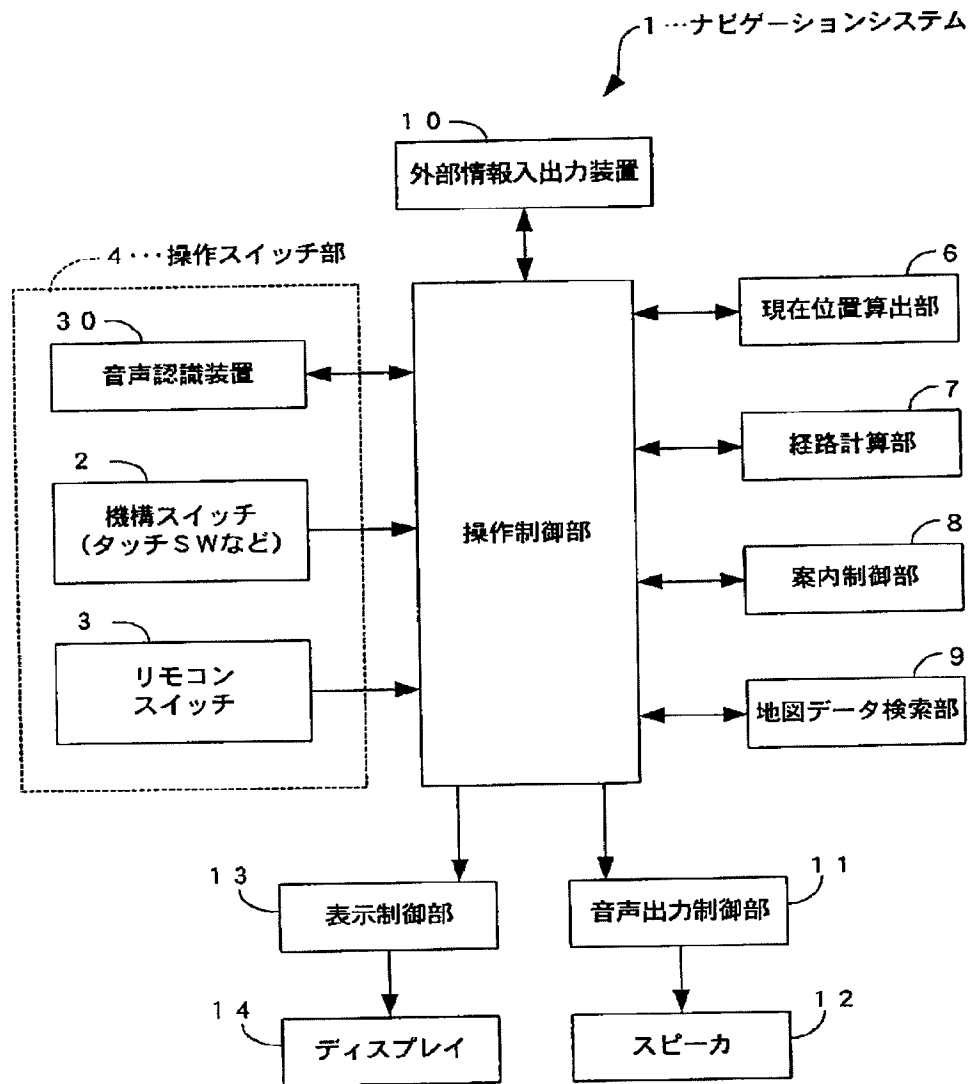 1…ナビゲーションシステム
10
外部情報入出力装置
4…操作スイッチ部
30
音声認識装置
2
機構スイッチ
(タッチSWなど)
3
リモコン
スイッチ
操作制御部
6
現在位置算出部
7
経路計算部
8
案内制御部
9
地図データ検索部
13
表示制御部
11
音声出力制御部
14
ディスプレイ
12
スピーカ